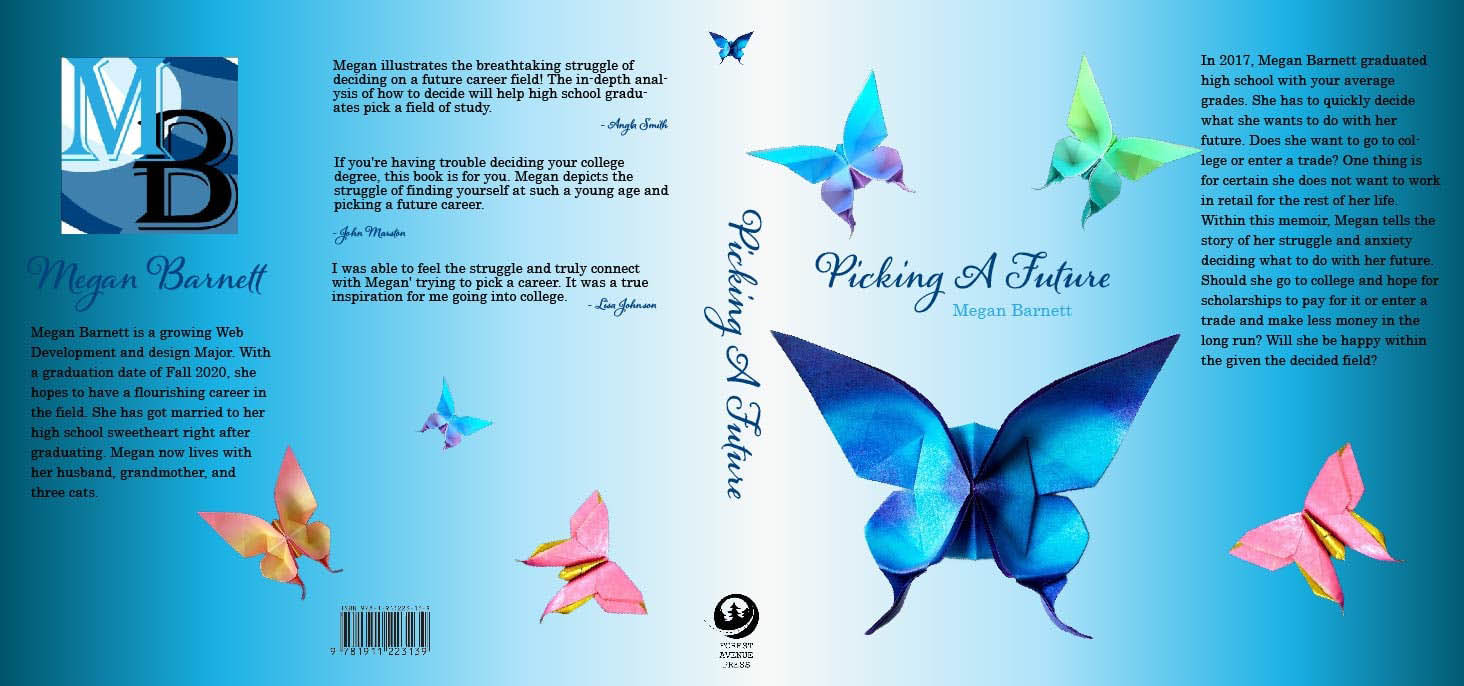 MB
Megan Barnett
Megan Barnett is a growing Web
Development and design Major. With
a graduation date of Fall 2020, she
hopes to have a flourishing career in
the field. She has got married to her
high school sweetheart right after
graduating. Megan now lives with
her husband, grandmother, and
three cats.
Megan illustrates the breathtaking struggle of
deciding on a future career field! The in-depth anal-
ysis of how to decide will help high school gradu-
ates pick a field of study.
- Angla Smith
If you're having trouble deciding your college
degree, this book is for you. Megan depicts the
struggle of finding yourself at such a young age and
picking a future career.
- John Marston
I was able to feel the struggle and truly connect
with Megan' trying to pick a career. It was a true
inspiration for me going into college.
- Lisa Johnson
9 781911 223139
Picking A Future
FOREST
AVENUE
PRESS
Picking A Future
Megan Barnett
In 2017, Megan Barnett graduated
high school with your average
grades. She has to quickly decide
what she wants to do with her
future. Does she want to go to col-
lege or enter a trade? One thing is
for certain she does not want to work
in retail for the rest of her life.
Within this memoir, Megan tells the
story of her struggle and anxiety
deciding what to do with her future.
Should she go to college and hope for
scholarships to pay for it or enter a
trade and make less money in the
long run? Will she be happy within
the given the decided field?